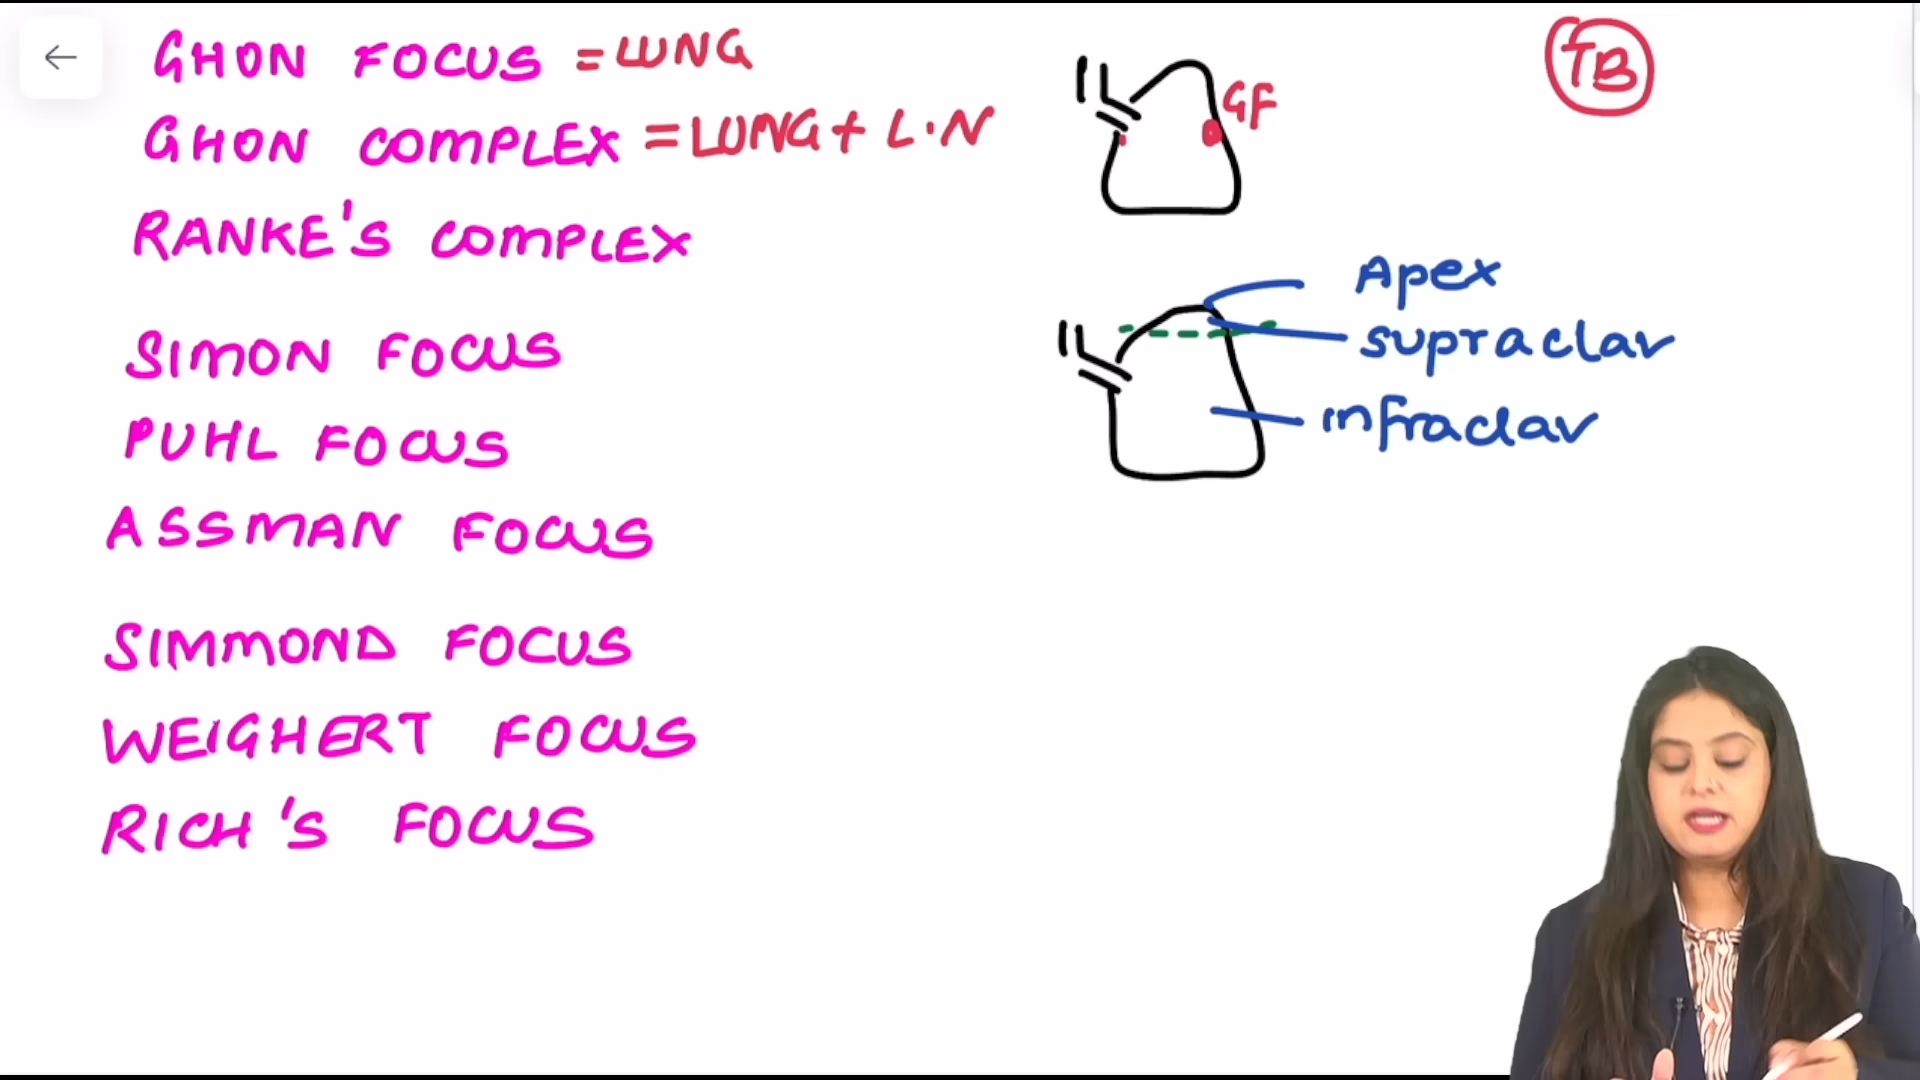 GHON FOCUS = LUNG
GHON COMPLEX = LUNG + L.N
RANKE'S COMPLEX
SIMON FOCUS
PUHL FOCUS
ASSMAN FOCUS
SIMMOND FOCUS
WEIGHERT FOCUS
RICH'S FOCUS
GF
TB
Apex
supraclav
infraclav